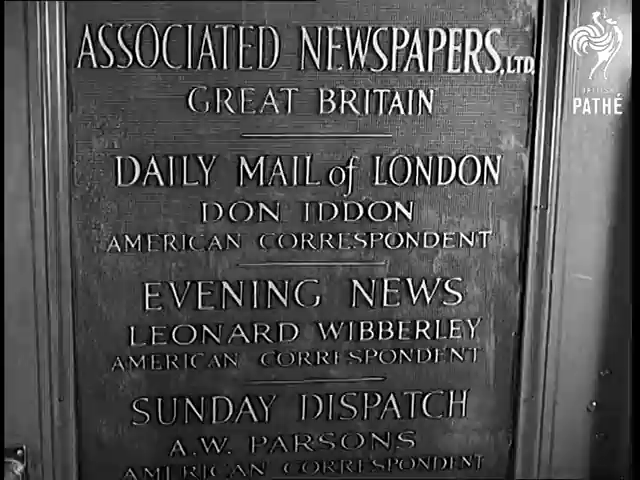 ASSOCIATED NEWSPAPERS, LTD.
GREAT BRITAIN
DAILY MAIL of LONDON
DON IDDON
AMERICAN CORRESPONDENT
EVENING NEWS
LEONARD WIBBERLEY
AMERICAN CORRESPONDENT
SUNDAY DISPATCH
A.W. PARSONS
AMERICAN CORRESPONDENT
BRITISH
PATHÉ